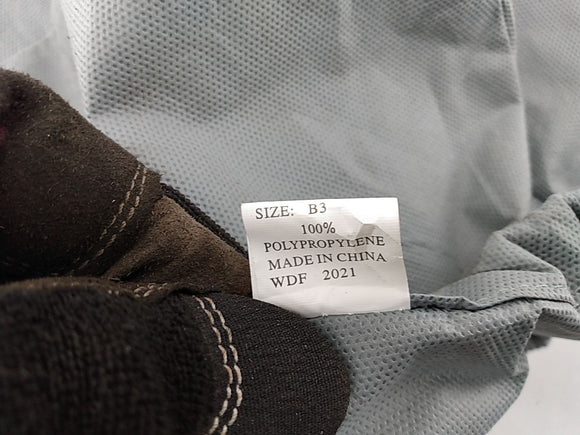 SIZE: B3
100%
POLYPROPYLENE
MADE IN CHINA
WDF 2021